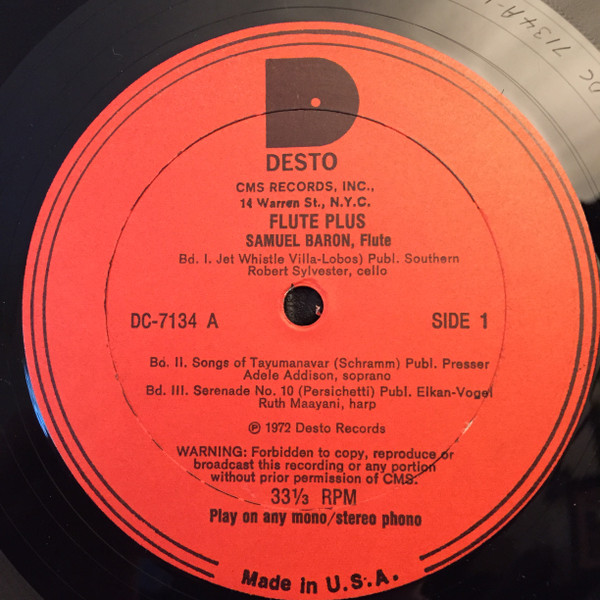 DC 7134A-1
D
DESTO
CMS RECORDS, INC.,
14 Warren St., N.Y.C.
FLUTE PLUS
SAMUEL BARON, Flute
Bd. I. Jet Whistle Villa-Lobos) Publ. Southern
Robert Sylvester, cello
DC-7134 A
SIDE 1
Bd. II. Songs of Tayumanavar (Schramm) Publ. Presser
Adele Addison, soprano
Bd. III. Serenade No. 10 (Persichetti) Publ. Elkan-Vogel
Ruth Maayani, harp
Ⓟ 1972 Desto Records
WARNING: Forbidden to copy, reproduce or
broadcast this recording or any portion
without prior permission of CMS.
33⅓ RPM
Play on any mono/stereo phono
Made in U.S.A.